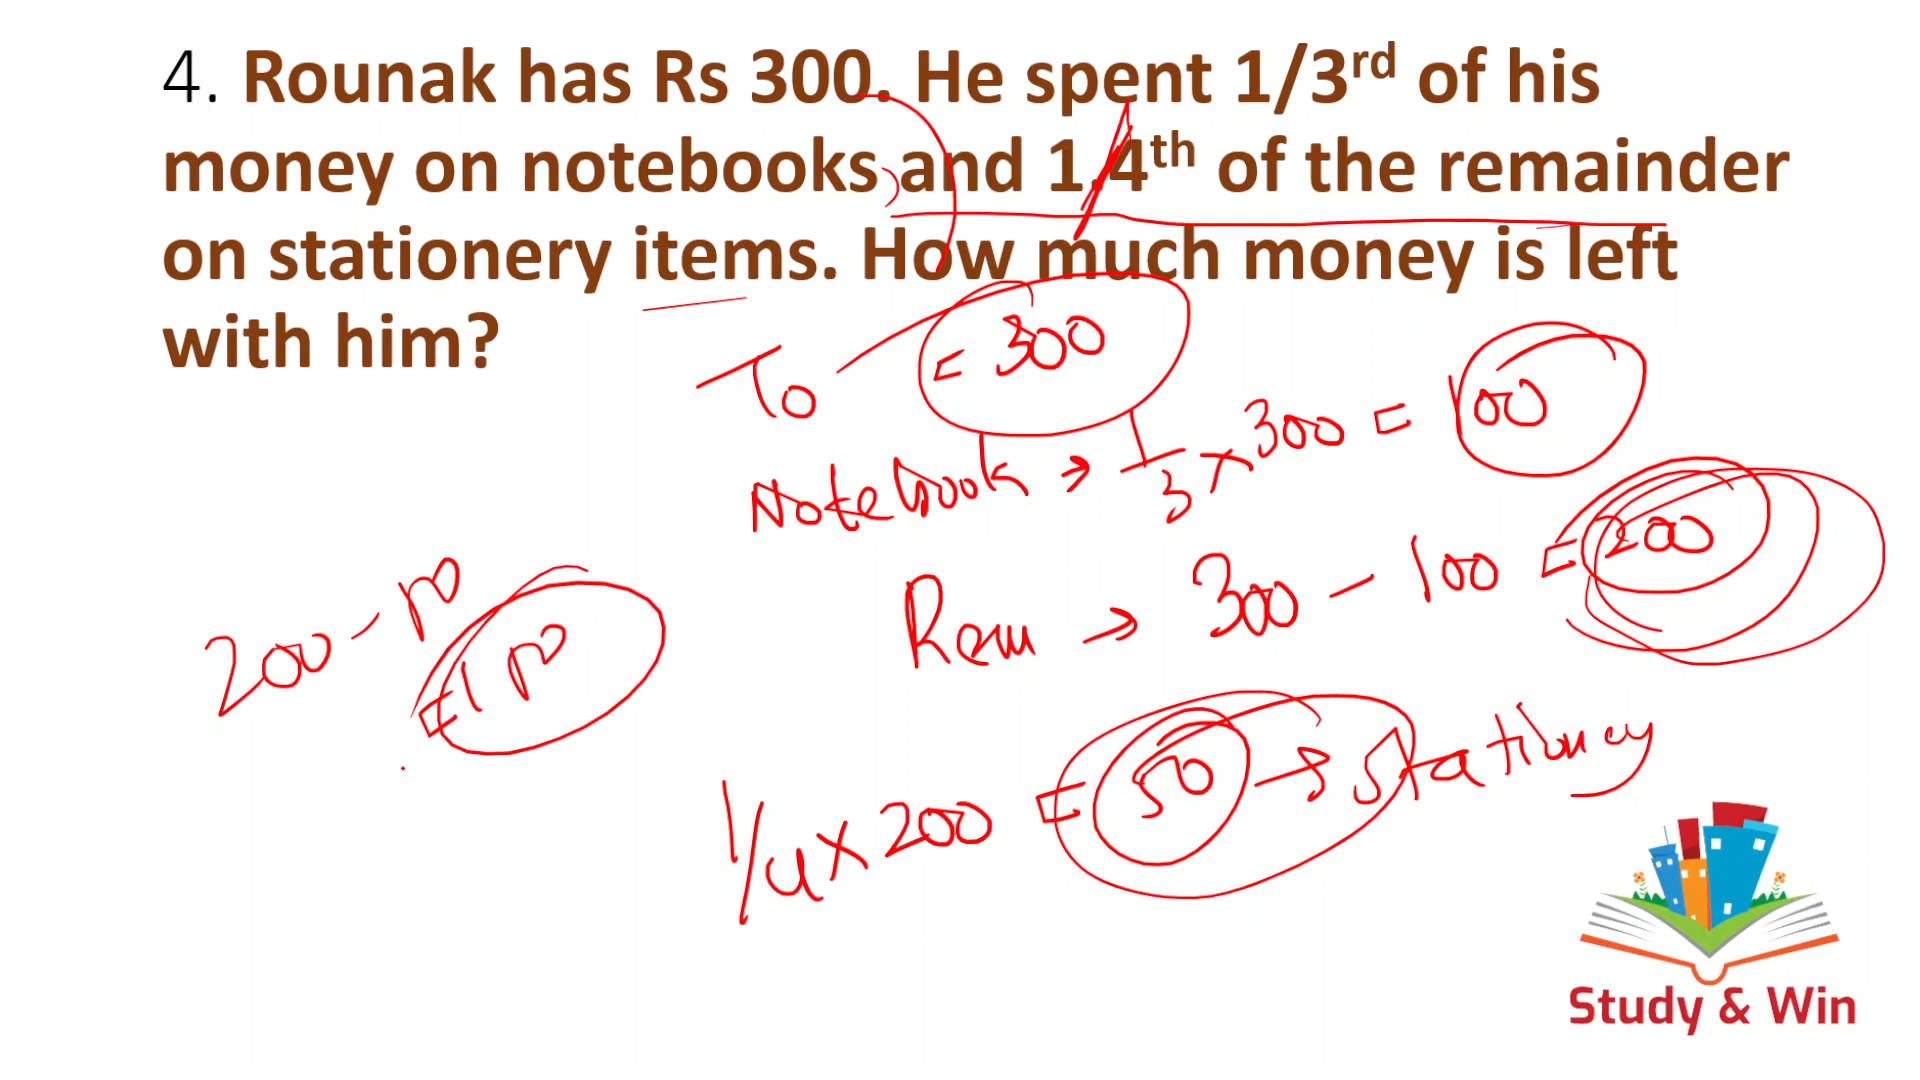 4. Rounak has Rs 300. He spent 1/3rd of his
money on notebooks and 1/4th of the remainder
on stationery items. How much money is left
with him?
To = 300
Notebook → 1/3 × 300 = 100
Rem → 300 - 100 = 200
1/4 × 200 = 50 → stationey
200 - 50
= 150
Study & Win